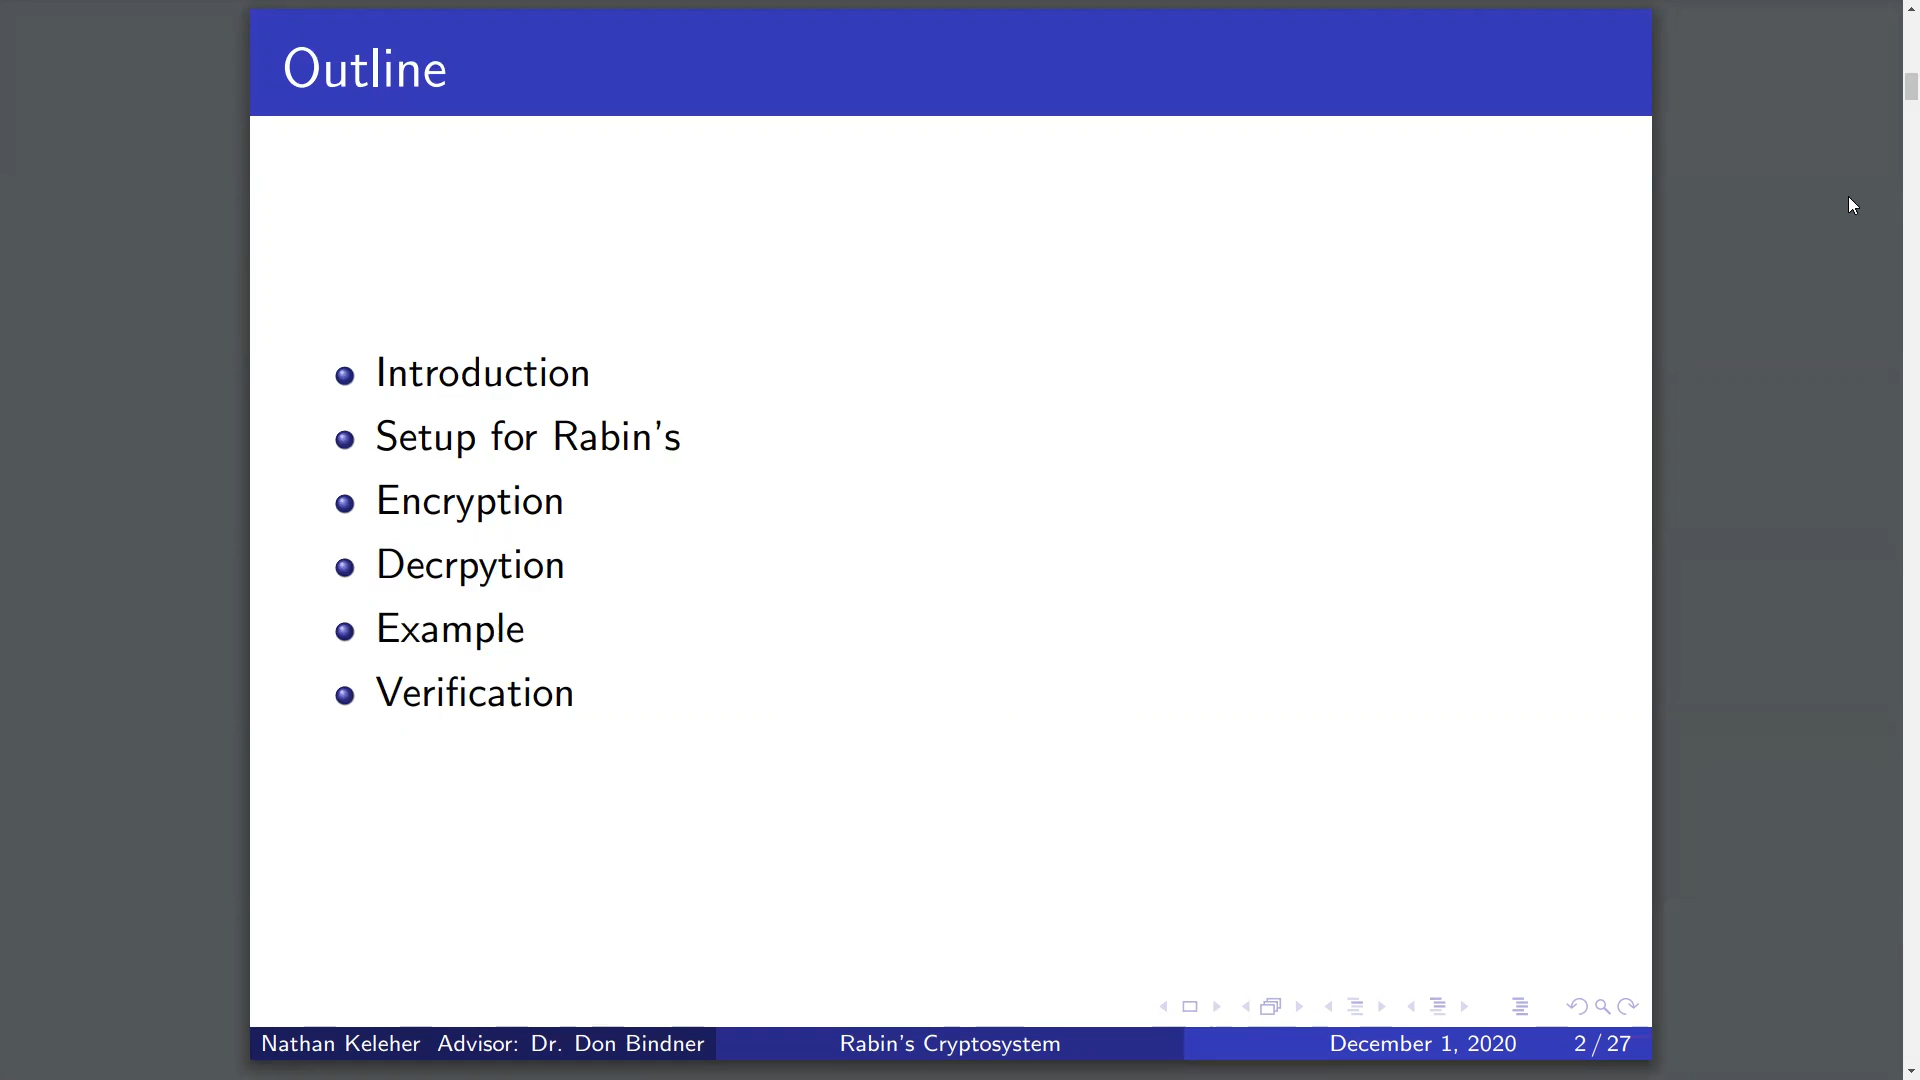 Outline
Introduction
Setup for Rabin's
Encryption
Decrpytion
Example
Verification
Nathan Keleher Advisor: Dr. Don Bindner Rabin's Cryptosystem December 1, 2020 2 / 27